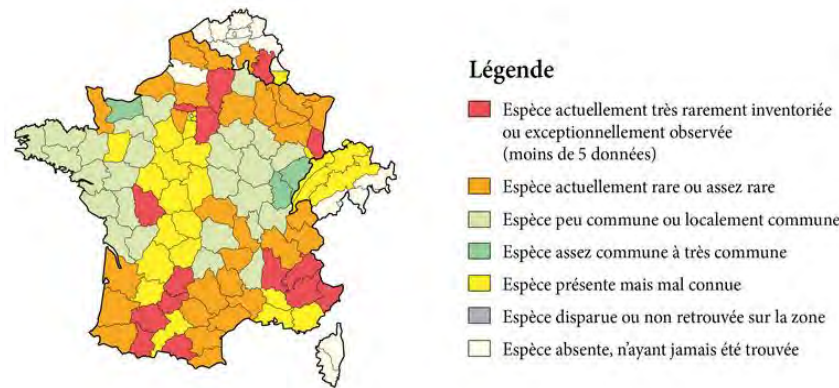 Légende
Espèce actuellement très rarement inventoriée
ou exceptionnellement observée
(moins de 5 données)
Espèce actuellement rare ou assez rare
Espèce peu commune ou localement commune
Espèce assez commune à très commune
Espèce présente mais mal connue
Espèce disparue ou non retrouvée sur la zone
Espèce absente, n'ayant jamais été trouvée